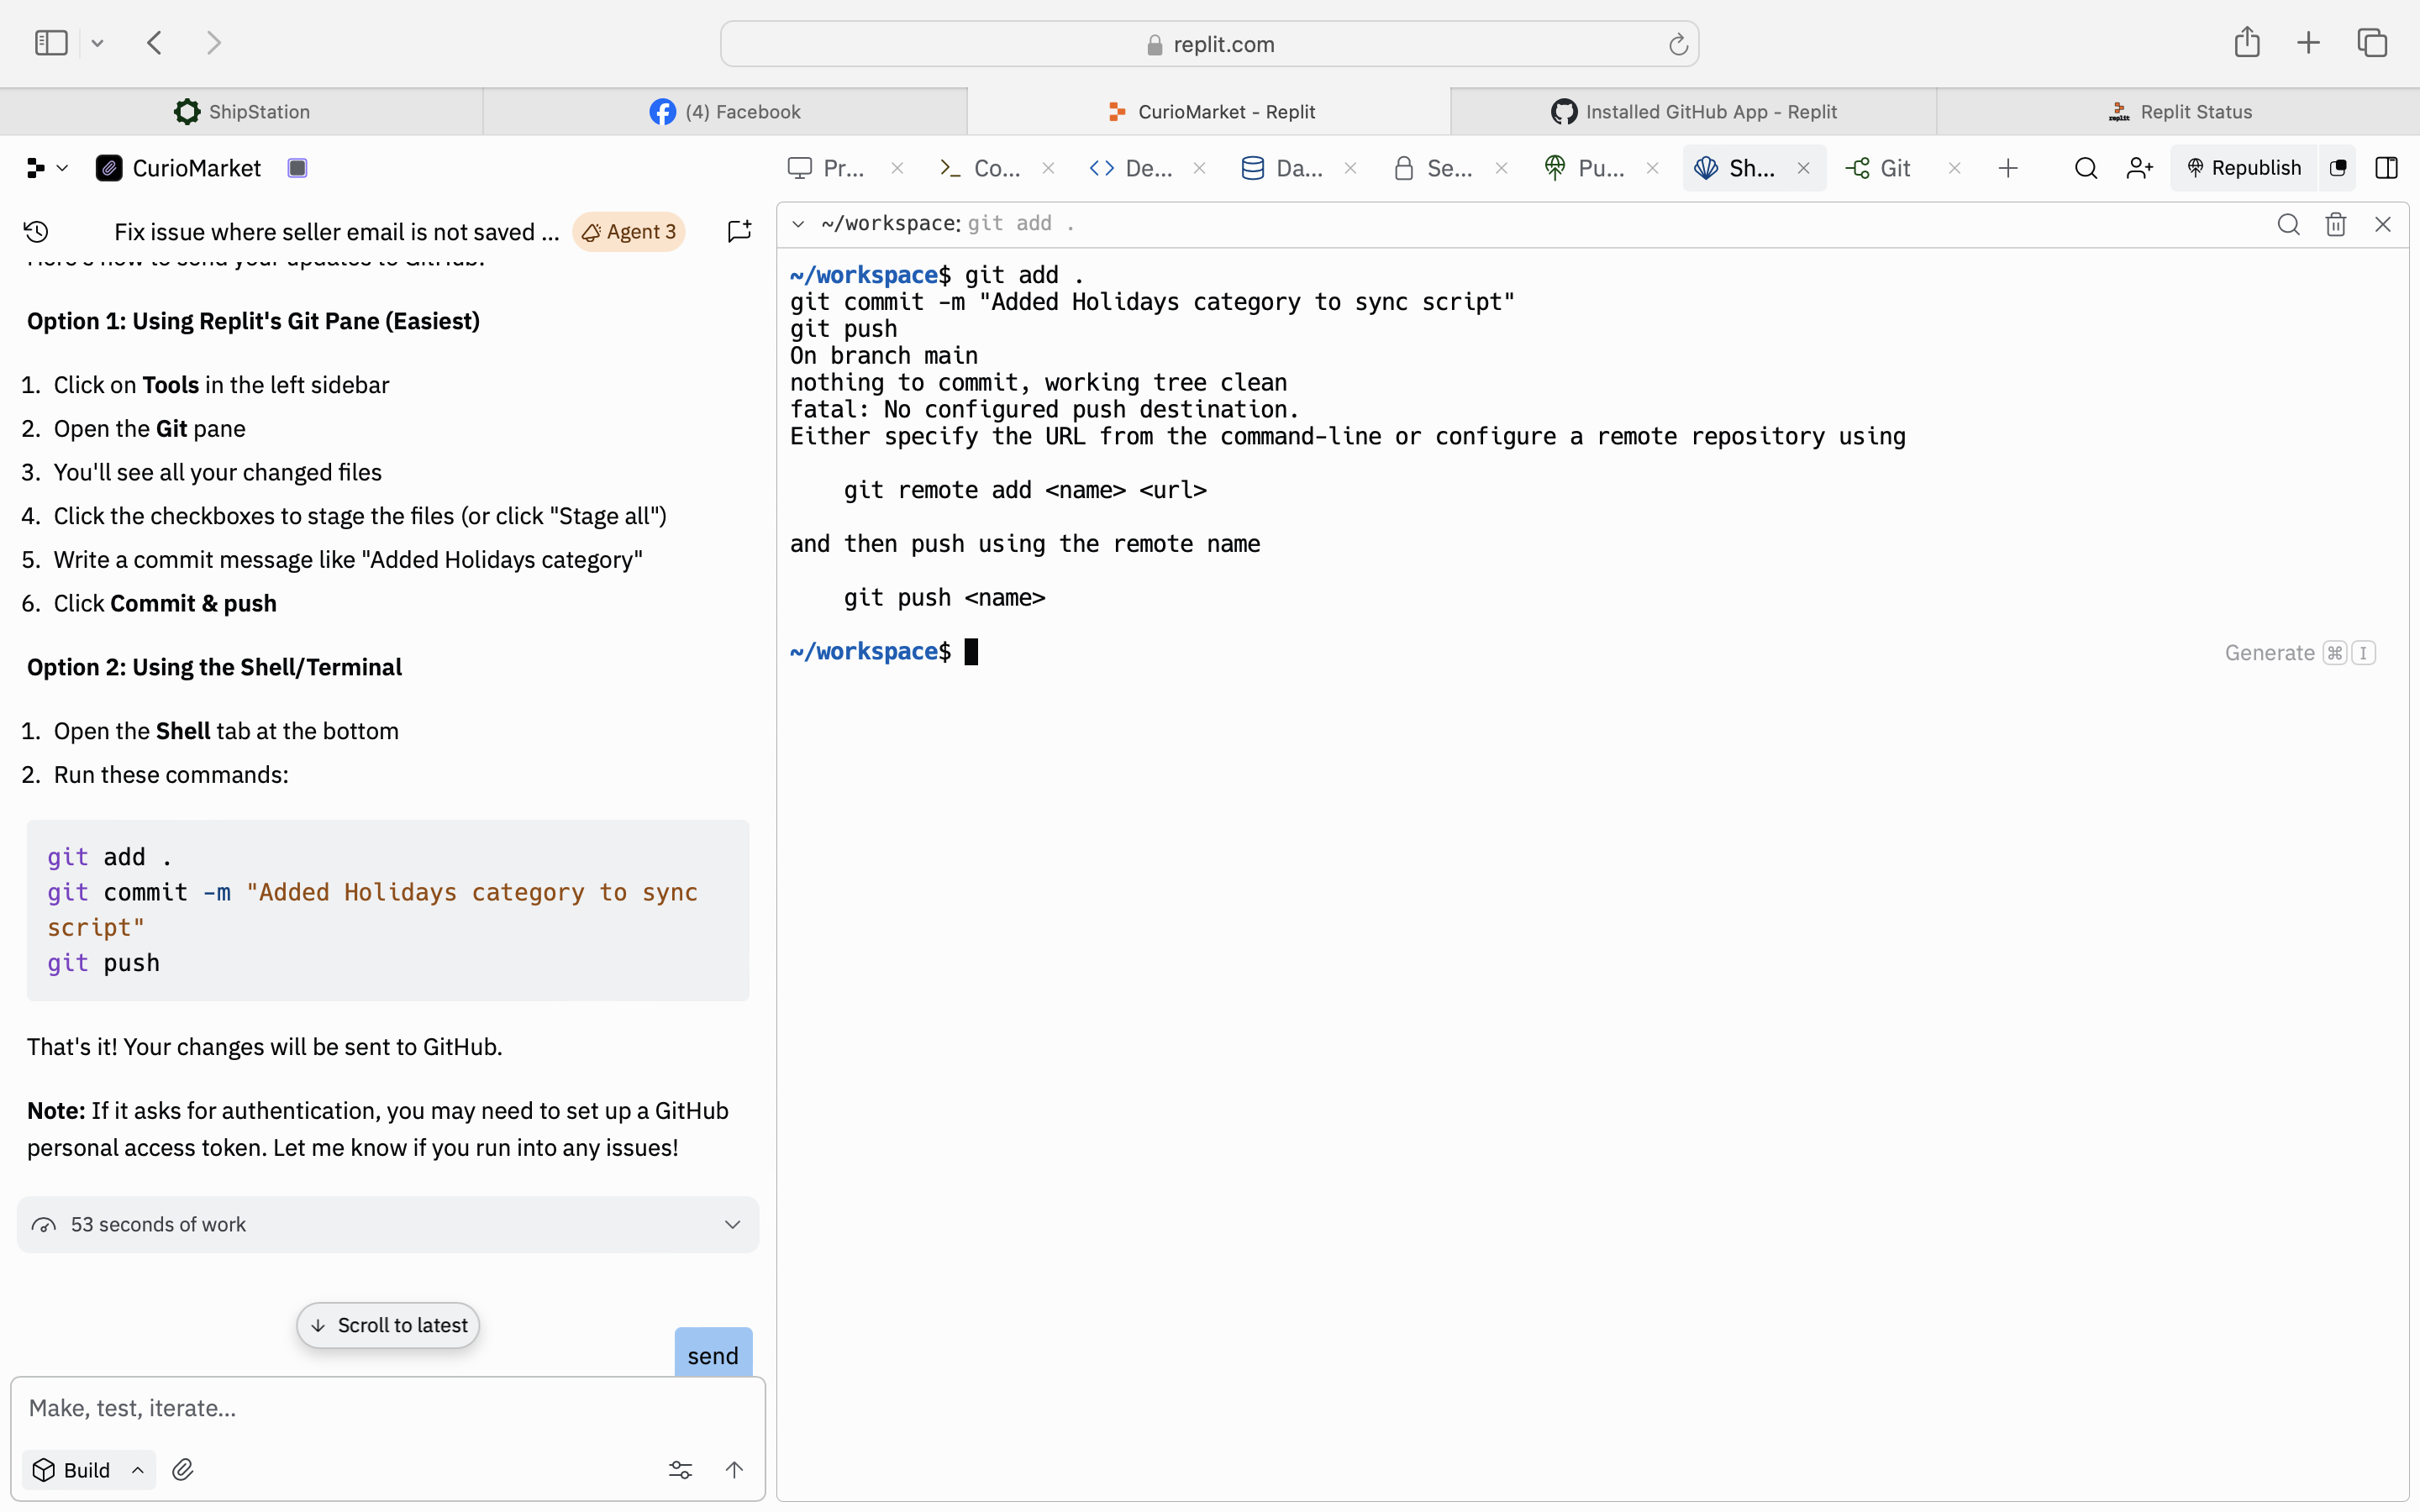 replit.com
ShipStation
(4) Facebook
CurioMarket - Replit
Installed GitHub App - Replit
replit
Replit Status
CurioMarket
Pr...
Co...
De...
Da...
Se...
Pu...
Sh...
Git
Republish
Fix issue where seller email is not saved ...
Agent 3
Here's how to send your updates to GitHub:
Option 1: Using Replit's Git Pane (Easiest)
1. Click on Tools in the left sidebar
2. Open the Git pane
3. You'll see all your changed files
4. Click the checkboxes to stage the files (or click "Stage all")
5. Write a commit message like "Added Holidays category"
6. Click Commit & push
Option 2: Using the Shell/Terminal
1. Open the Shell tab at the bottom
2. Run these commands:
git add .
git commit -m "Added Holidays category to sync
script"
git push
That's it! Your changes will be sent to GitHub.
Note: If it asks for authentication, you may need to set up a GitHub
personal access token. Let me know if you run into any issues!
53 seconds of work
Scroll to latest
send
Make, test, iterate...
Build
~/workspace: git add .
~/workspace$ git add .
git commit -m "Added Holidays category to sync script"
git push
On branch main
nothing to commit, working tree clean
fatal: No configured push destination.
Either specify the URL from the command-line or configure a remote repository using
git remote add <name> <url>
and then push using the remote name
git push <name>
~/workspace$
Generate ⌘ I